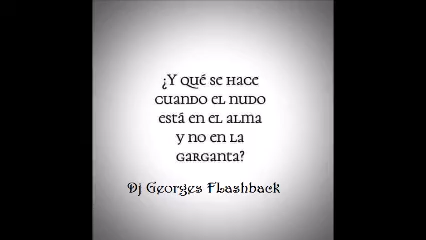 ¿Y qué se hace
cuando el nudo
está en el alma
y no en la
garganta?
Dj Georges Flashback